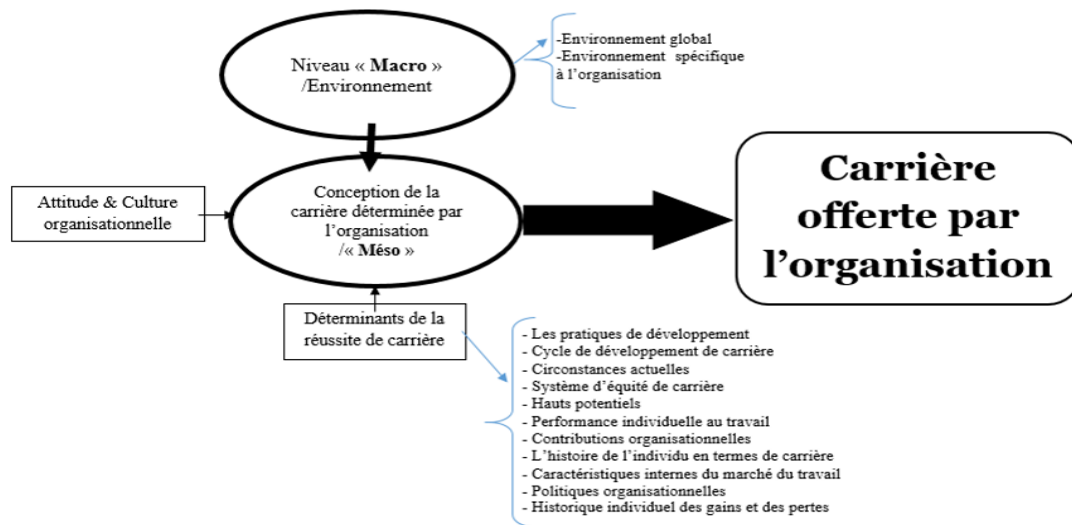 Niveau « Macro »
/Environnement
-Environnement global
-Environnement spécifique
à l’organisation
Attitude & Culture
organisationnelle
Conception de la
carrière déterminée par
l’organisation
/« Méso »
Carrière
offerte par
l’organisation
Déterminants de la
réussite de carrière
- Les pratiques de développement
- Cycle de développement de carrière
- Circonstances actuelles
- Système d’équité de carrière
- Hauts potentiels
- Performance individuelle au travail
- Contributions organisationnelles
- L’histoire de l’individu en termes de carrière
- Caractéristiques internes du marché du travail
- Politiques organisationnelles
- Historique individuel des gains et des pertes